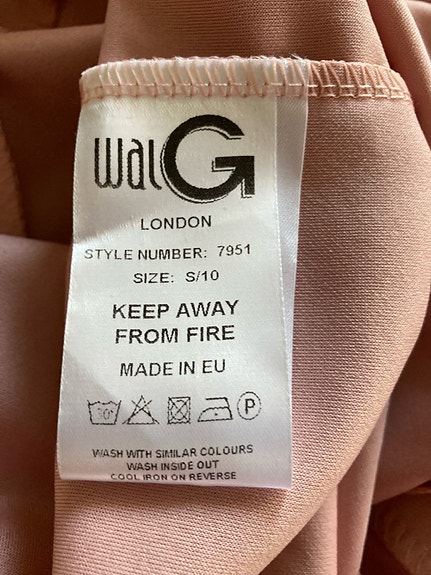 wal G
LONDON
STYLE NUMBER: 7951
SIZE: S/10
KEEP AWAY
FROM FIRE
MADE IN EU
30° P
WASH WITH SIMILAR COLOURS
WASH INSIDE OUT
COOL IRON ON REVERSE